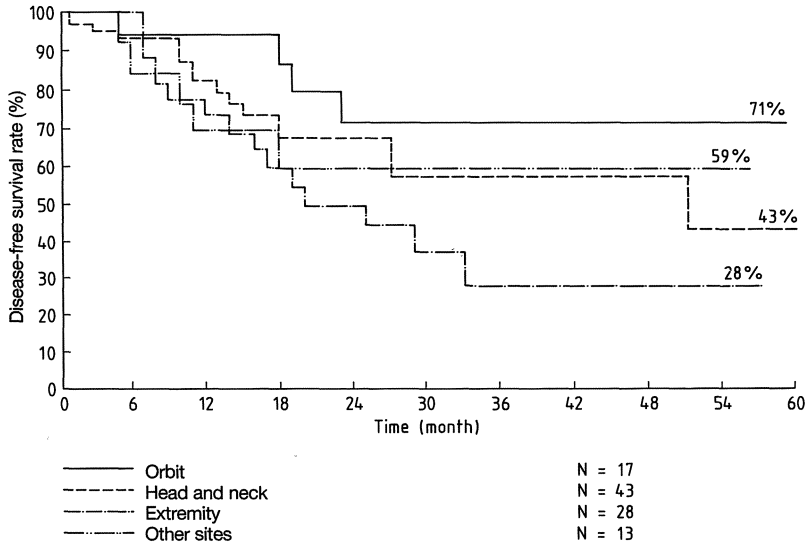 100
90
80
70
60
50
40
30
20
10
0
Disease-free survival rate (%)
71%
59%
43%
28%
0 6 12 18 24 30 36 42 48 54 60
Time (month)
Orbit N = 17
Head and neck N = 43
Extremity N = 28
Other sites N = 13